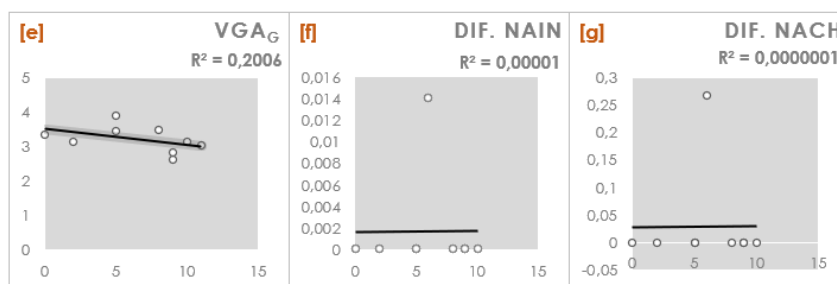 [e] VGA_G
R² = 0,2006
5
4
3
2
1
0
0 5 10 15
[f] DIF. NAIN
R² = 0,00001
0,016
0,014
0,012
0,01
0,008
0,006
0,004
0,002
0
0 5 10 15
[g] DIF. NACH
R² = 0,0000001
0,3
0,25
0,2
0,15
0,1
0,05
0
-0,05
0 5 10 15